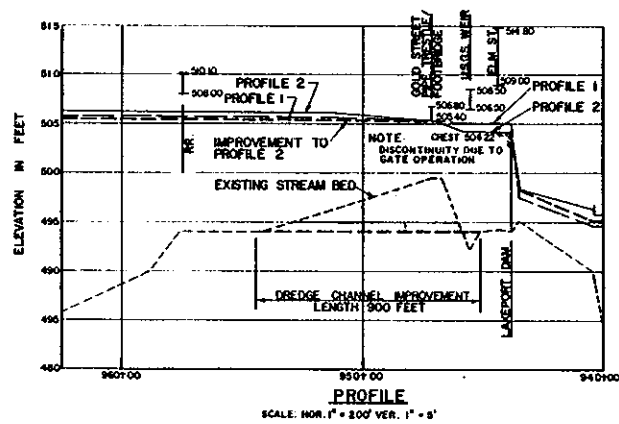 515
510
505
500
495
490
485
480
ELEVATION IN FEET
GOLD STREET
FOOTBRIDGE
U.S.G.S. WEIR
ELM ST.
514.80
510.10
508.00
PROFILE 2
PROFILE 1
509.00
508.50
506.50
506.80
505.40
PROFILE 1
PROFILE 2
RR.
IMPROVEMENT TO
PROFILE 2
NOTE:
CREST 506.22
DISCONTINUITY DUE TO
GATE OPERATION
EXISTING STREAM BED
DREDGE CHANNEL IMPROVEMENT
LENGTH 900 FEET
LAKEPORT DAM
960+00
950+00
940+00
PROFILE
SCALE: HOR. 1" = 200' VER. 1" = 5'